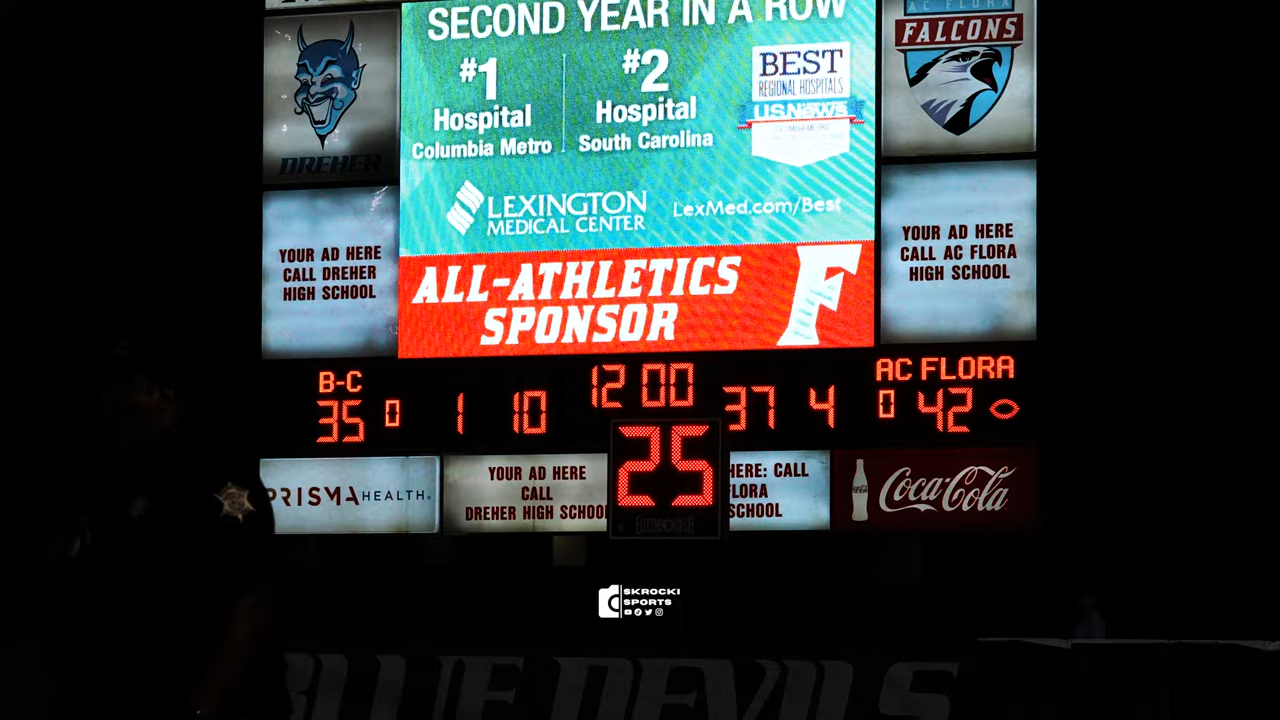 SECOND YEAR IN A ROW
#1
Hospital
Columbia Metro
#2
Hospital
South Carolina
BEST
REGIONAL HOSPITALS
USNEWS
LEXINGTON
MEDICAL CENTER
LexMed.com/Best
ALL-ATHLETICS
SPONSOR
F
DREHER
YOUR AD HERE
CALL DREHER
HIGH SCHOOL
AC FLORA
FALCONS
YOUR AD HERE
CALL AC FLORA
HIGH SCHOOL
B-C
35 0 1 10 12 00 37 4
AC FLORA
0 42
25
PRISMA HEALTH
YOUR AD HERE
CALL
DREHER HIGH SCHOOL
HERE: CALL
FLORA
SCHOOL
Coca-Cola
SKROCKI
SPORTS
BLUE DEVILS